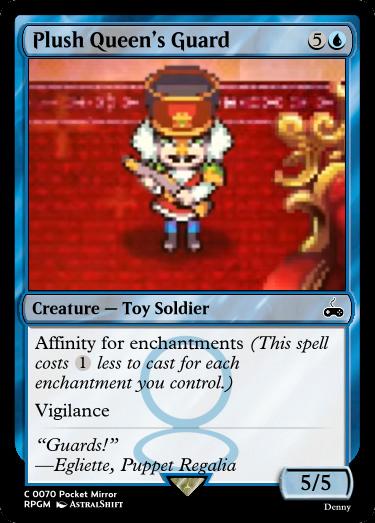 Plush Queen's Guard 5
Creature — Toy Soldier
Affinity for enchantments (This spell
costs 1 less to cast for each
enchantment you control.)
Vigilance
“Guards!”
—Egliette, Puppet Regalia
5/5
C 0070 Pocket Mirror
RPGM AstralShift
Denny